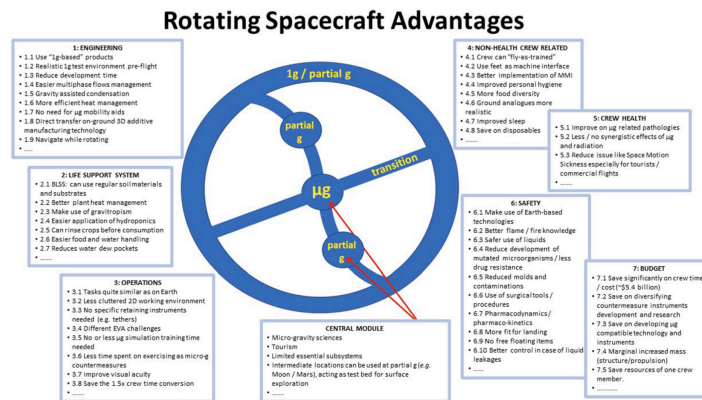 Rotating Spacecraft Advantages
1: ENGINEERING
• 1.1 Use “1g-based” products
• 1.2 Realistic 1g test environment pre-flight
• 1.3 Reduce development time
• 1.4 Easier multiphase flows management
• 1.5 Gravity assisted condensation
• 1.6 More efficient heat management
• 1.7 No need for µg mobility aids
• 1.8 Direct transfer on-ground 3D additive
manufacturing technology
• 1.9 Navigate while rotating
• .....
2: LIFE SUPPORT SYSTEM
• 2.1 BLSS: can use regular soil materials
and substrates
• 2.2 Better plant heat management
• 2.3 Make use of gravitropism
• 2.4 Easier application of hydroponics
• 2.5 Can rinse crops before consumption
• 2.6 Easier food and water handling
• 2.7 Reduces water dew pockets
• .......
3: OPERATIONS
• 3.1 Tasks quite similar as on Earth
• 3.2 Less cluttered 2D working environment
• 3.3 No specific retaining instruments
needed (e.g. tethers)
• 3.4 Different EVA challenges
• 3.5 No or less µg simulation training time
needed
• 3.6 Less time spent on exercising as micro-g
countermeasures
• 3.7 Improve visual acuity
• 3.8 Save the 1.5x crew time conversion
• .......
1g / partial g
partial
g
transition
µg
partial
g
CENTRAL MODULE
• Micro-gravity sciences
• Tourism
• Limited essential subsystems
• Intermediate locations can be used at partial g (e.g.
Moon / Mars), acting as test bed for surface
exploration
• .......
4: NON-HEALTH CREW RELATED
• 4.1 Crew can “fly-as-trained”
• 4.2 Use feet as machine interface
• 4.3 Better implementation of MMI
• 4.4 Improved personal hygiene
• 4.5 More food diversity
• 4.6 Ground analogues more
realistic
• 4.7 Improved sleep
• 4.8 Save on disposables
• .......
5: CREW HEALTH
• 5.1 Improve on µg related pathologies
• 5.2 Less / no synergistic effects of µg
and radiation
• 5.3 Reduce issue like Space Motion
Sickness especially for tourists /
commercial flights
• .......
6: SAFETY
• 6.1 Make use of Earth-based
technologies
• 6.2 Better flame / fire knowledge
• 6.3 Safer use of liquids
• 6.4 Reduce development of
mutated microorganisms / less
drug resistance
• 6.5 Reduced molds and
contaminations
• 6.6 Use of surgical tools /
procedures
• 6.7 Pharmacodynamics /
pharmaco-kinetics
• 6.8 More fit for landing
• 6.9 No free floating items
• 6.10 Better control in case of liquid
leakages
• .....
7: BUDGET
• 7.1 Save significantly on crew time
/ cost (~$5.4 billion)
• 7.2 Save on diversifying
countermeasure instruments
development and research
• 7.3 Save on developing µg
compatible technology and
instruments
• 7.4 Marginal increased mass
(structure/propulsion)
• 7.5 Save resources of one crew
member.
• ............